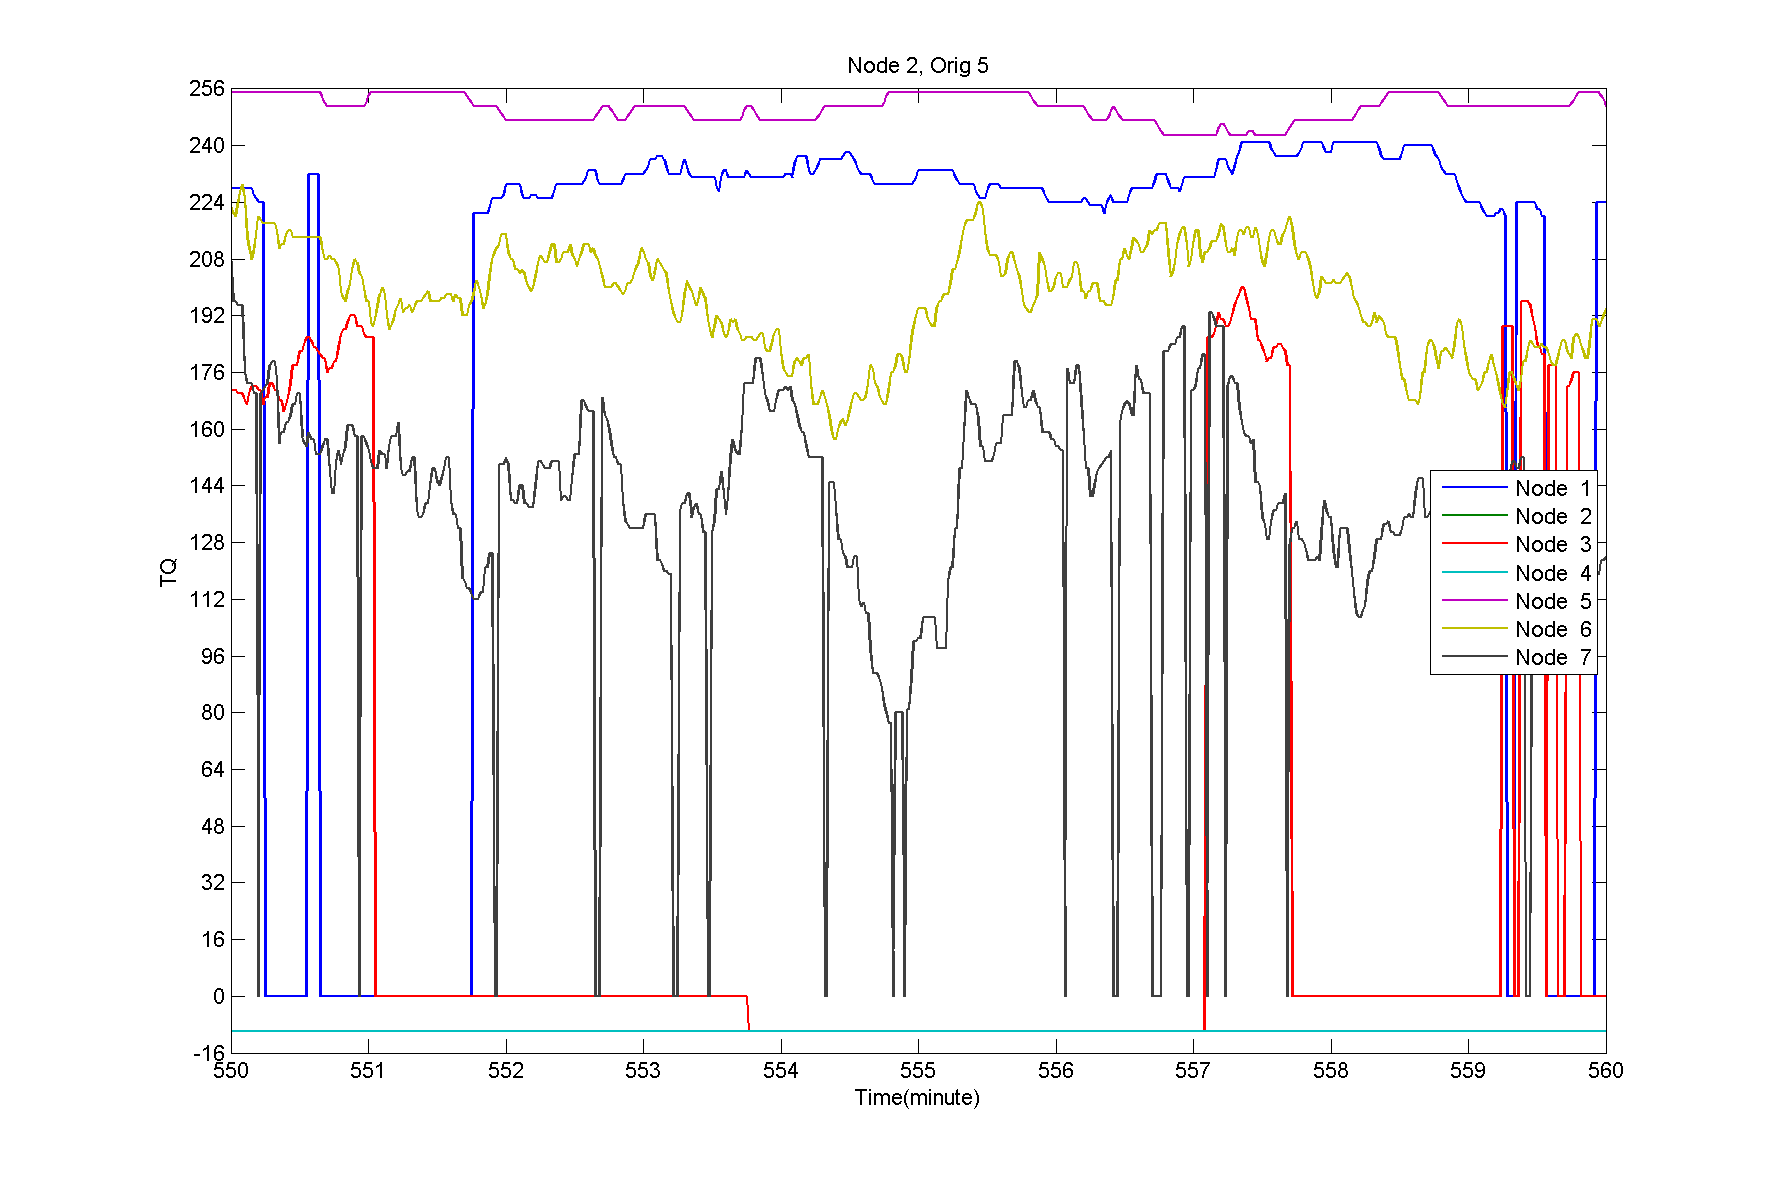 Node 2, Orig 5
256
240
224
208
192
176
160
144
128
112
96
80
64
48
32
16
0
-16
TQ
Node 1
Node 2
Node 3
Node 4
Node 5
Node 6
Node 7
550 551 552 553 554 555 556 557 558 559 560
Time(minute)